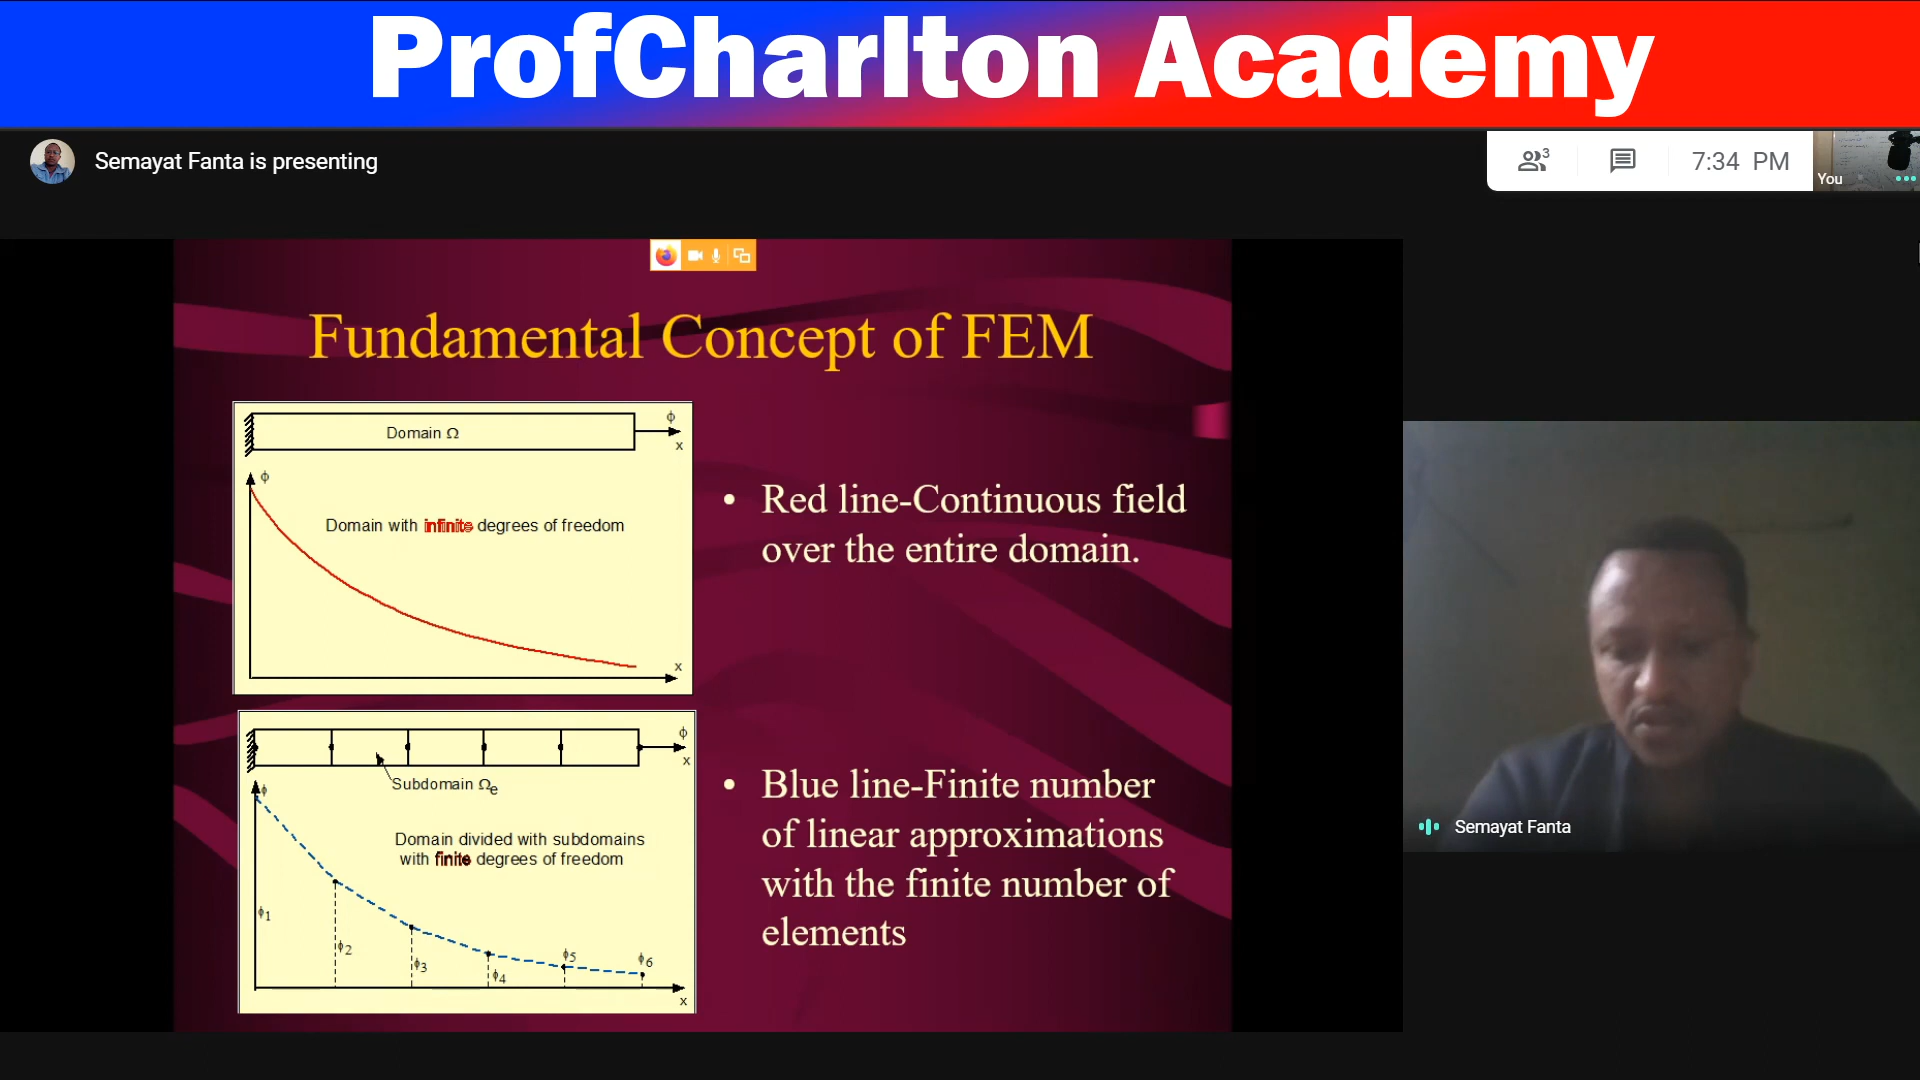 ProfCharlton Academy
Semayat Fanta is presenting
3
7:34 PM
You
Fundamental Concept of FEM
Domain Ω
ϕ
x
ϕ
Domain with infinite degrees of freedom
x
• Red line-Continuous field
over the entire domain.
ϕ
x
Subdomain Ωe
ϕ
Domain divided with subdomains
with finite degrees of freedom
ϕ1
ϕ2
ϕ3
ϕ4
ϕ5
ϕ6
x
• Blue line-Finite number
of linear approximations
with the finite number of
elements
Semayat Fanta